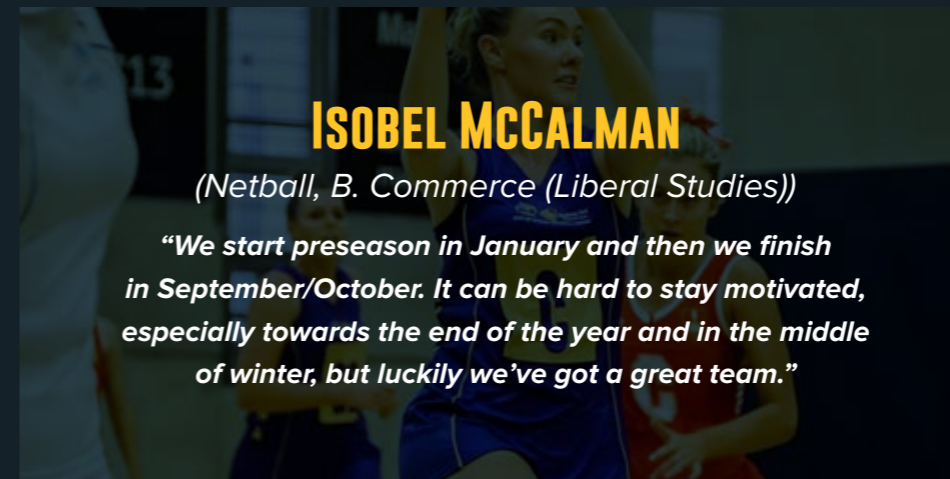 Ma
13
ISOBEL MCCALMAN
(Netball, B. Commerce (Liberal Studies))
“We start preseason in January and then we finish
in September/October. It can be hard to stay motivated,
especially towards the end of the year and in the middle
of winter, but luckily we’ve got a great team.”
G